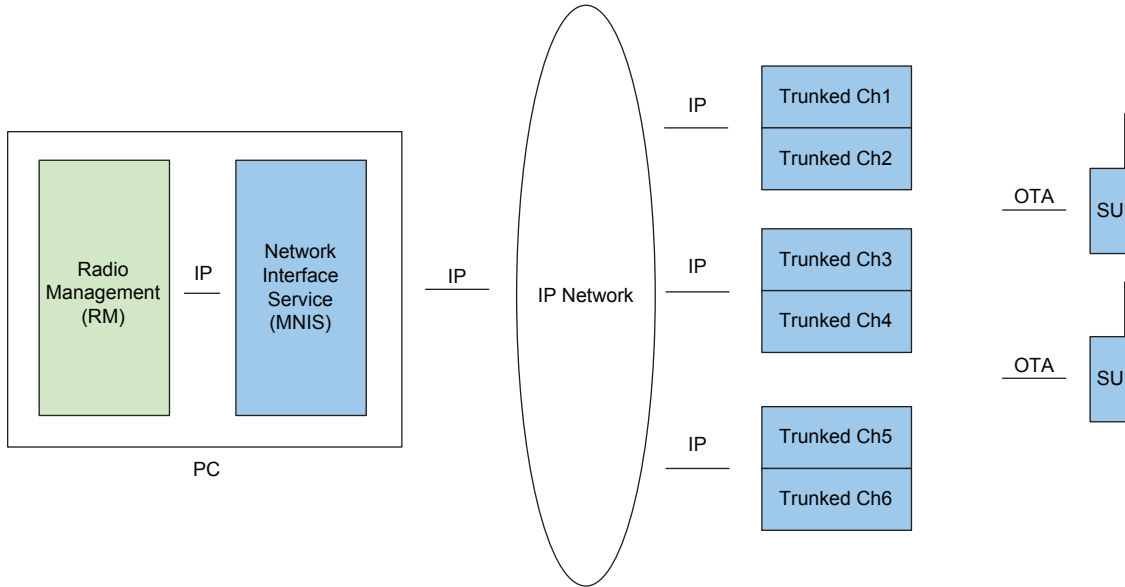 Radio
Management
(RM)
IP
Network
Interface
Service
(MNIS)
PC
IP
IP Network
IP
Trunked Ch1
Trunked Ch2
IP
Trunked Ch3
Trunked Ch4
IP
Trunked Ch5
Trunked Ch6
OTA
SU
OTA
SU